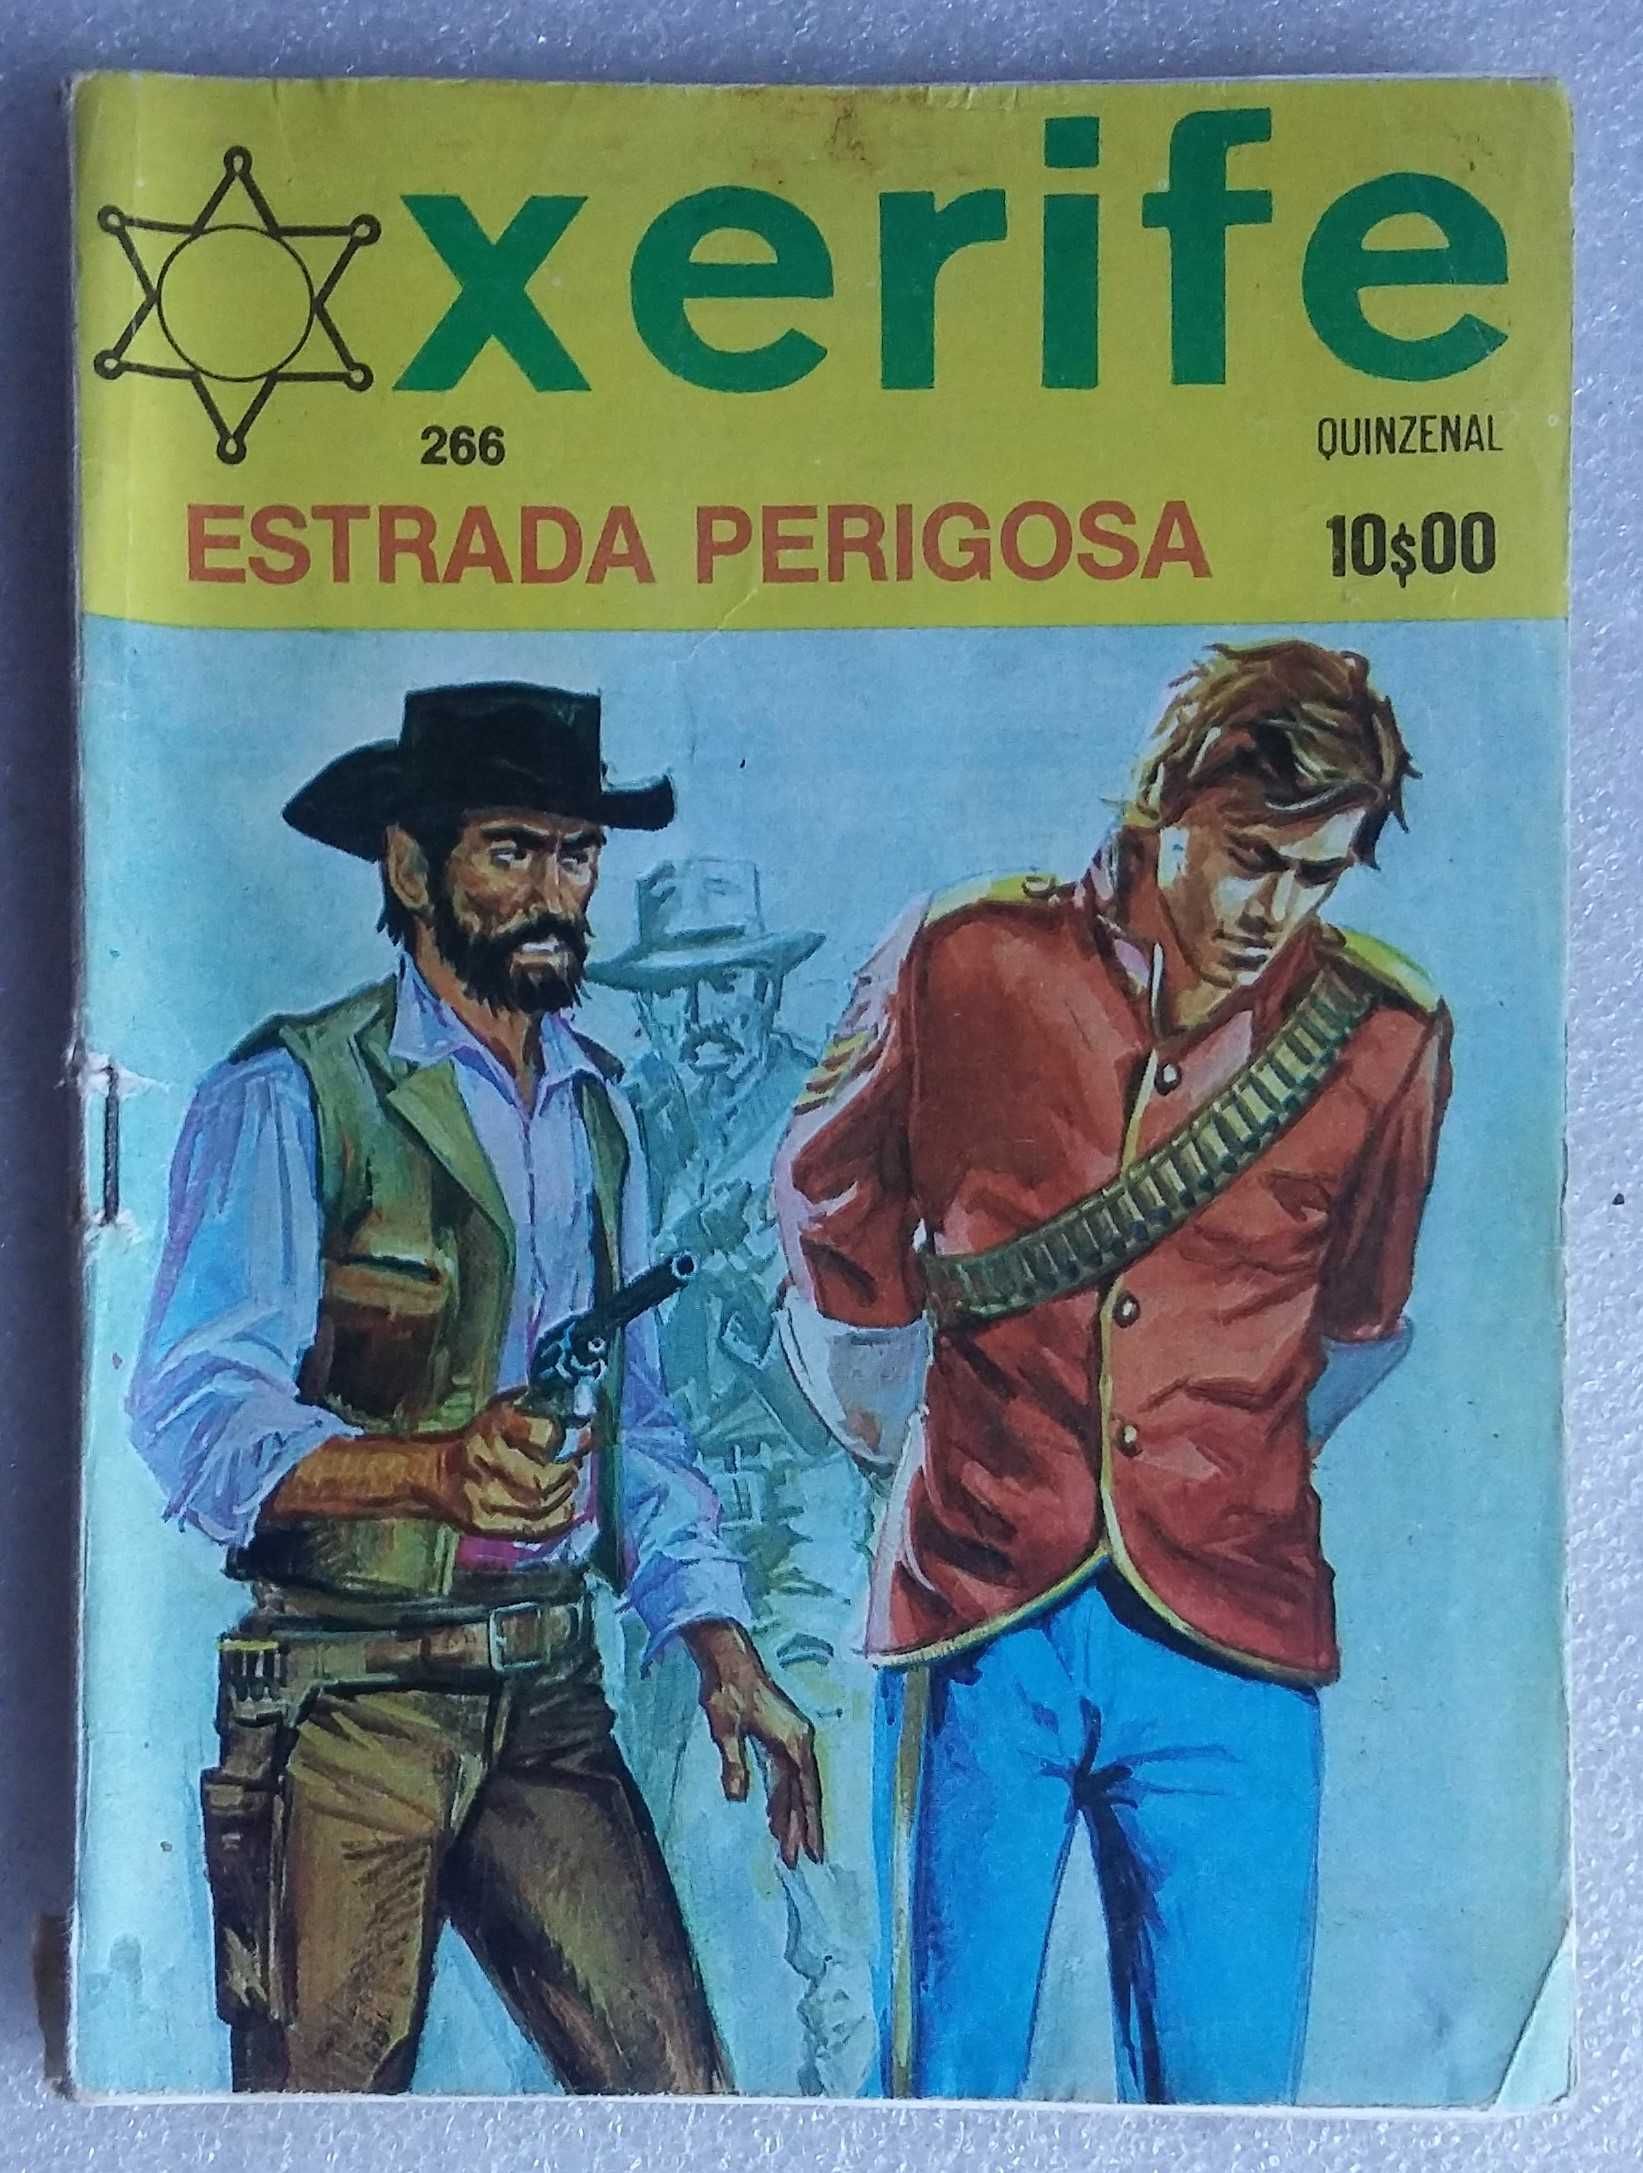 xerife
266
QUINZENAL
ESTRADA PERIGOSA
10$00